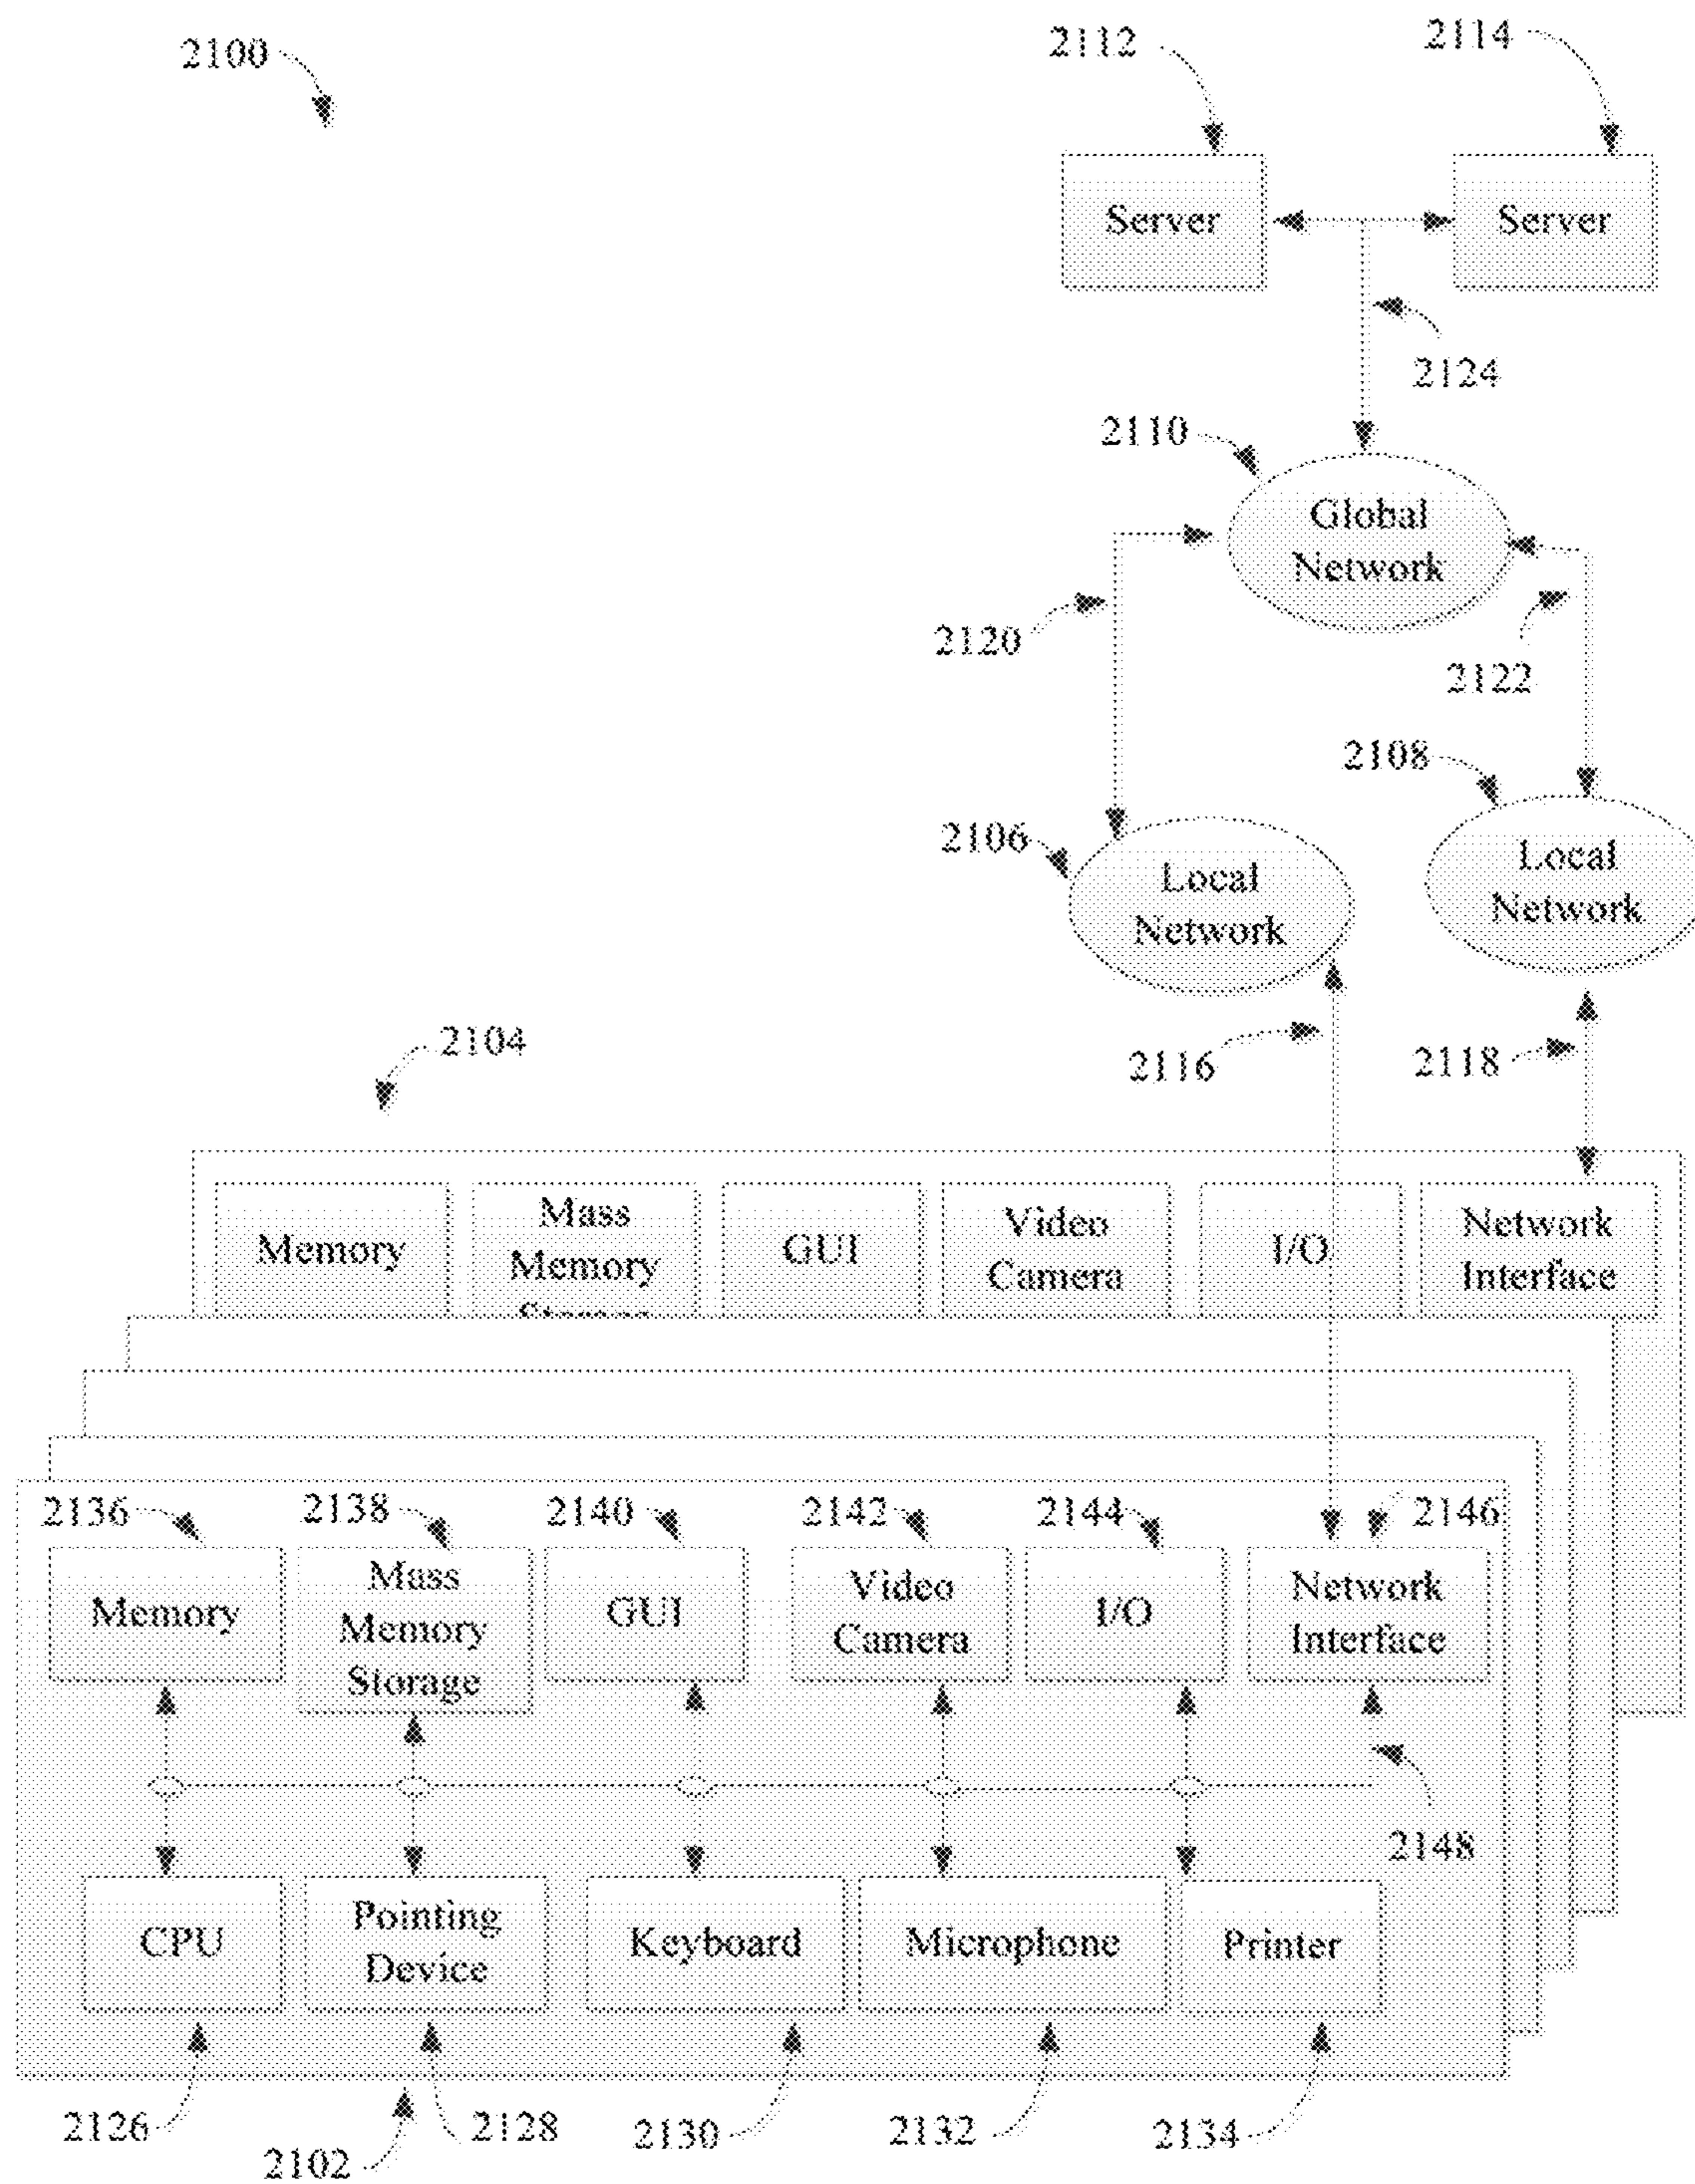 2100
2112
2114
Server
Server
2124
2110
Global
Network
2120
2122
2108
2106
Local
Network
Local
Network
2104
2116
2118
Memory
Mass
Memory
Storage
GUI
Video
Camera
I/O
Network
Interface
2136
2138
2140
2142
2144
2146
Memory
Mass
Memory
Storage
GUI
Video
Camera
I/O
Network
Interface
2148
CPU
Pointing
Device
Keyboard
Microphone
Printer
2126
2102
2128
2130
2132
2134